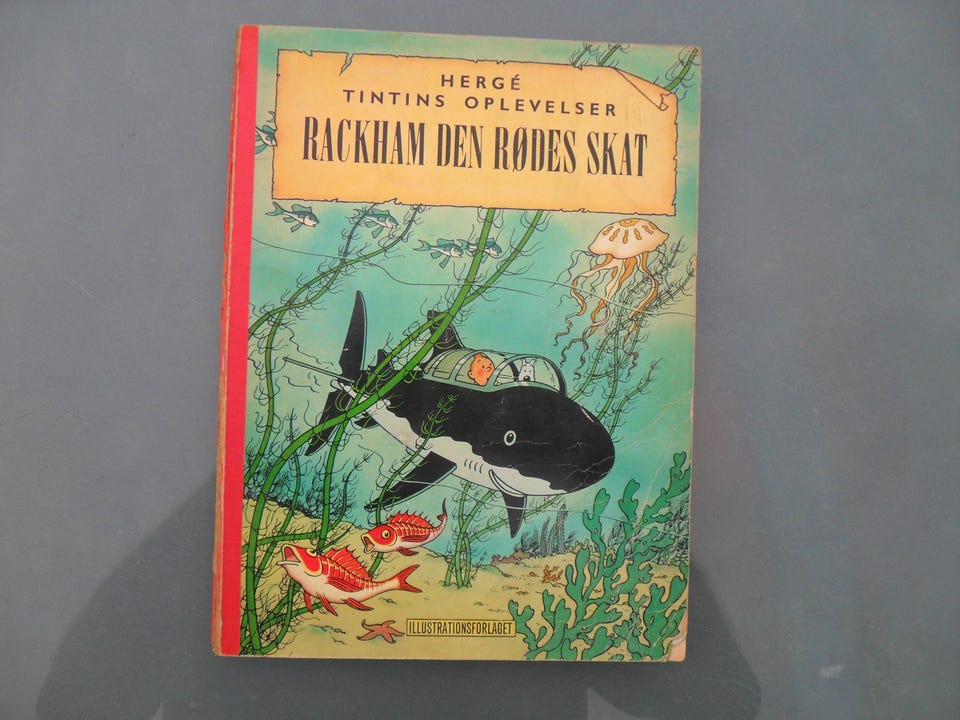 HERGÉ
TINTINS OPLEVELSER
RACKHAM DEN RØDES SKAT
ILLUSTRATIONSFORLAGET